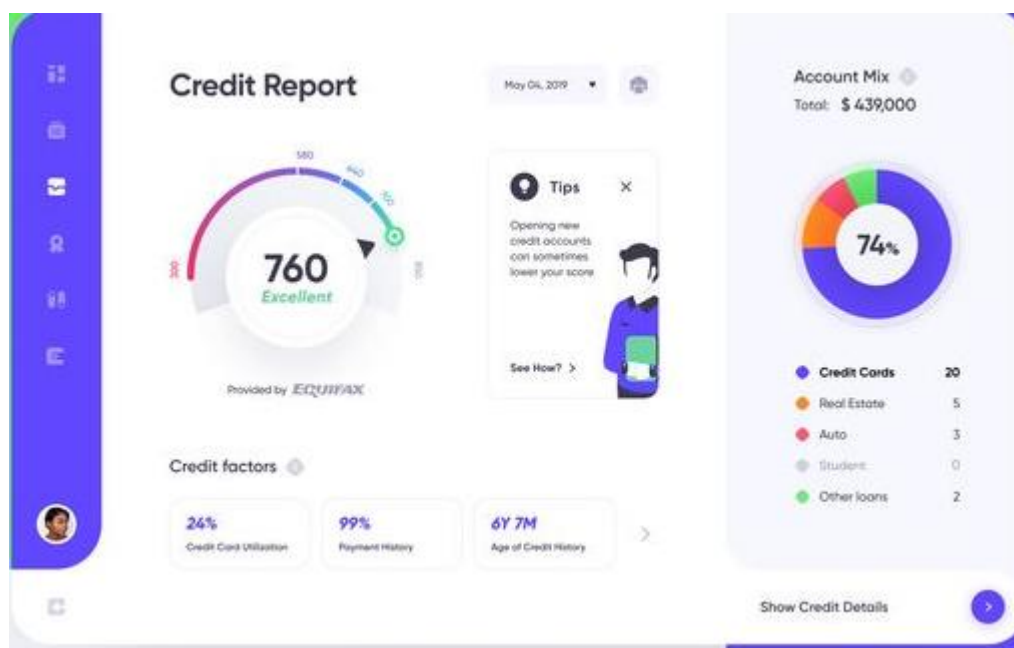 Credit Report
May 04, 2019
300
580
640
720
850
760
Excellent
Provided by EQUIFAX
Tips
Opening new
credit accounts
can sometimes
lower your score
See How? >
Credit factors
24%
Credit Card Utilization
99%
Payment History
6Y 7M
Age of Credit History
Account Mix
Total: $ 439,000
74%
Credit Cards 20
Real Estate 5
Auto 3
Student 0
Other loans 2
Show Credit Details